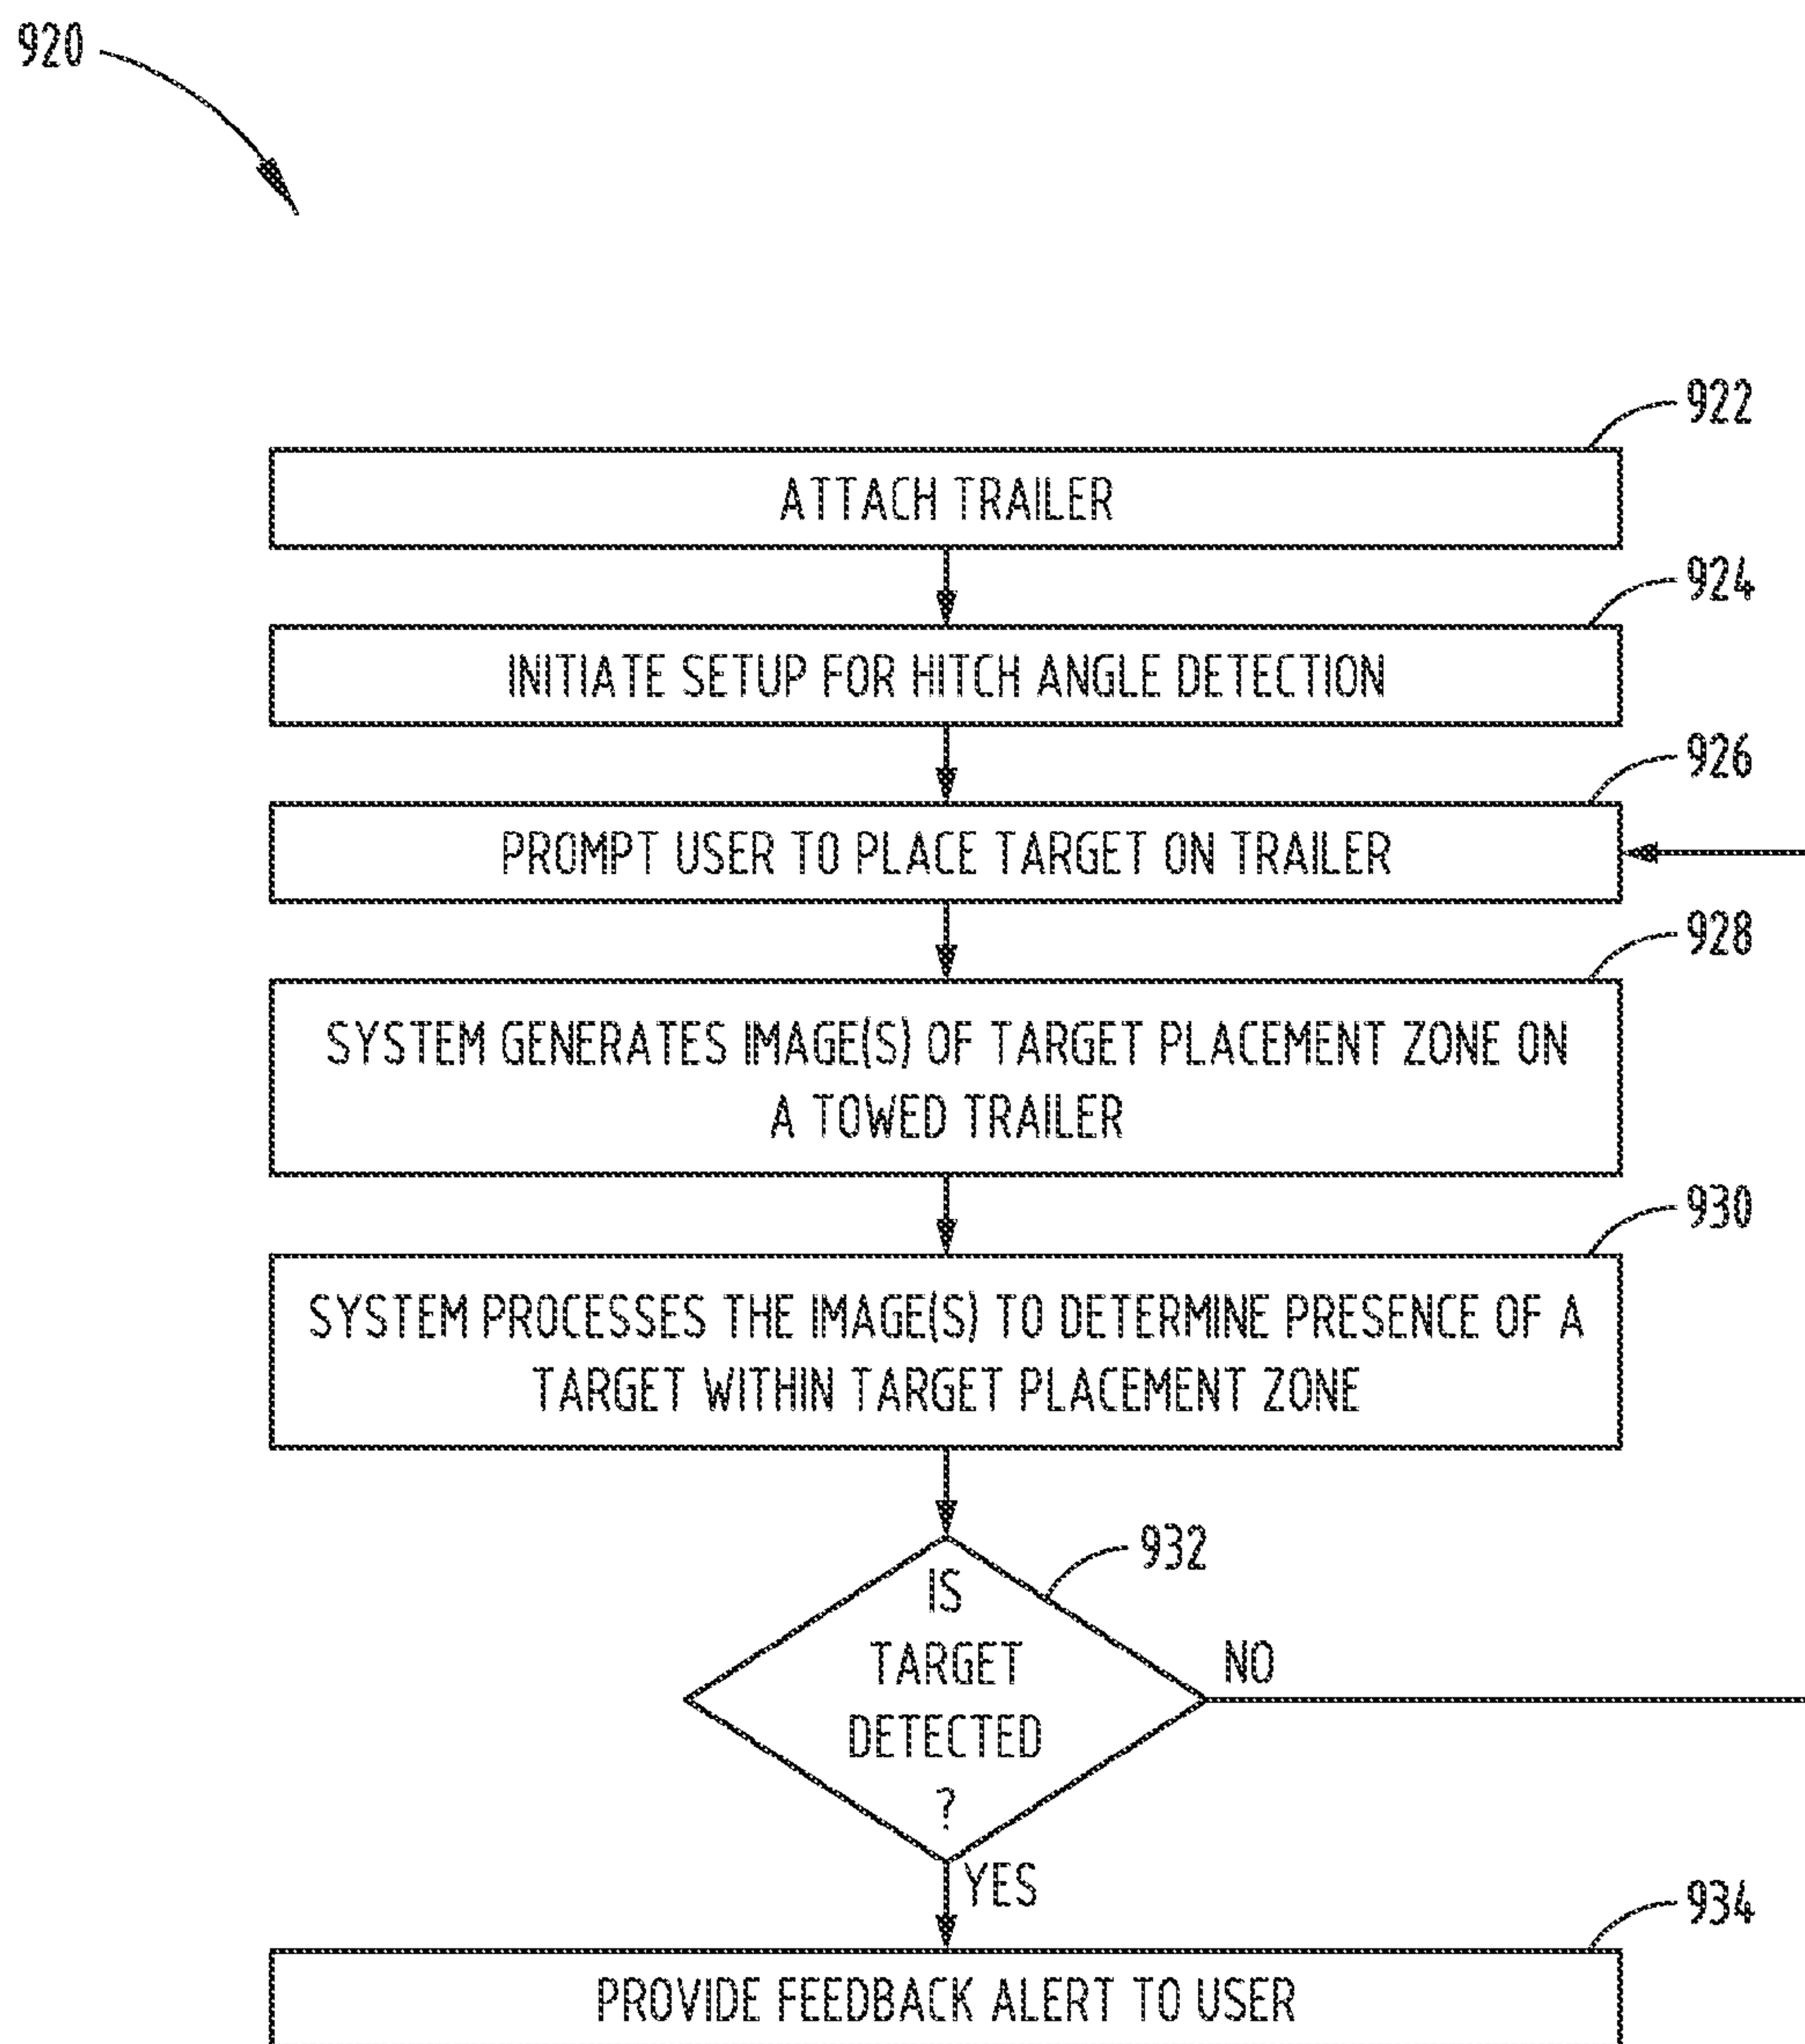 920
922
ATTACH TRAILER
924
INITIATE SETUP FOR HITCH ANGLE DETECTION
926
PROMPT USER TO PLACE TARGET ON TRAILER
928
SYSTEM GENERATES IMAGE(S) OF TARGET PLACEMENT ZONE ON
A TOWED TRAILER
930
SYSTEM PROCESSES THE IMAGE(S) TO DETERMINE PRESENCE OF A
TARGET WITHIN TARGET PLACEMENT ZONE
932
IS
TARGET
DETECTED
?
NO
YES
934
PROVIDE FEEDBACK ALERT TO USER